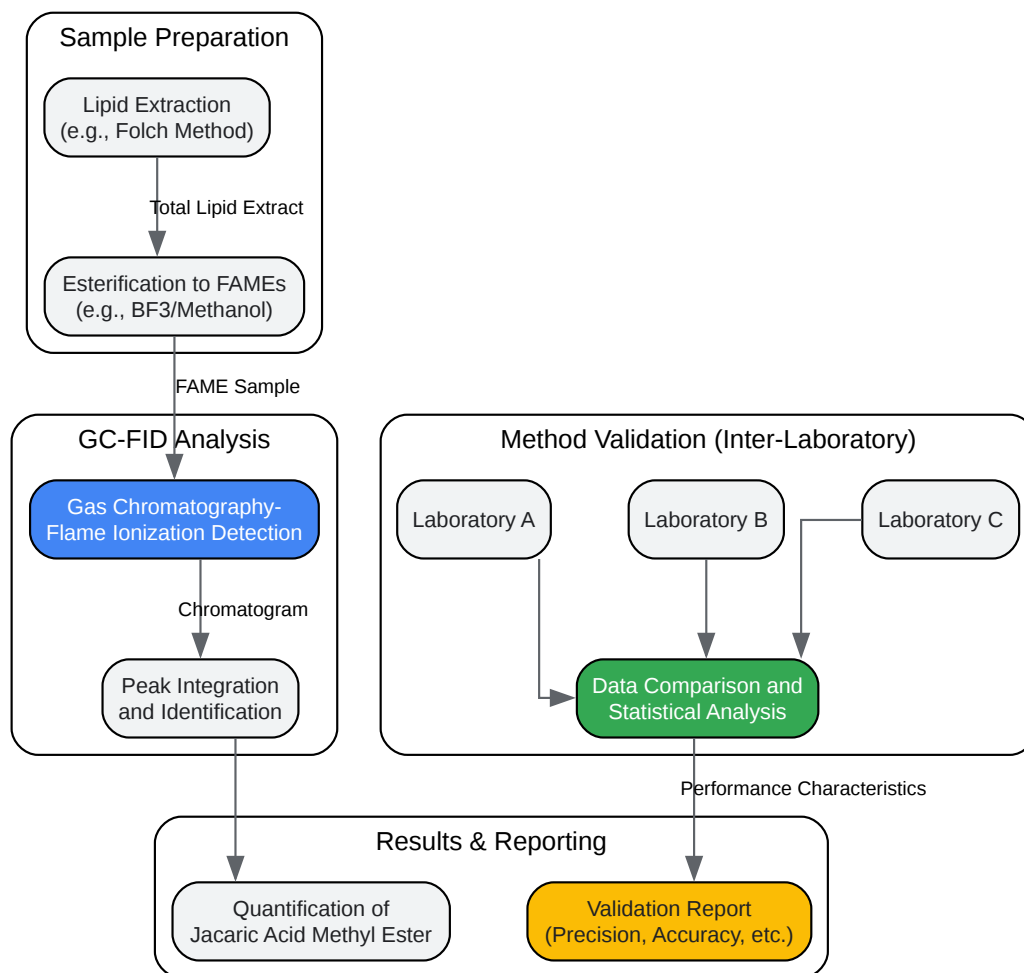 Sample Preparation
Lipid Extraction
(e.g., Folch Method)
Total Lipid Extract
Esterification to FAMEs
(e.g., BF3/Methanol)
FAME Sample
GC-FID Analysis
Gas Chromatography-
Flame Ionization Detection
Chromatogram
Peak Integration
and Identification
Method Validation (Inter-Laboratory)
Laboratory A
Laboratory B
Laboratory C
Data Comparison and
Statistical Analysis
Performance Characteristics
Results & Reporting
Quantification of
Jacaric Acid Methyl Ester
Validation Report
(Precision, Accuracy, etc.)